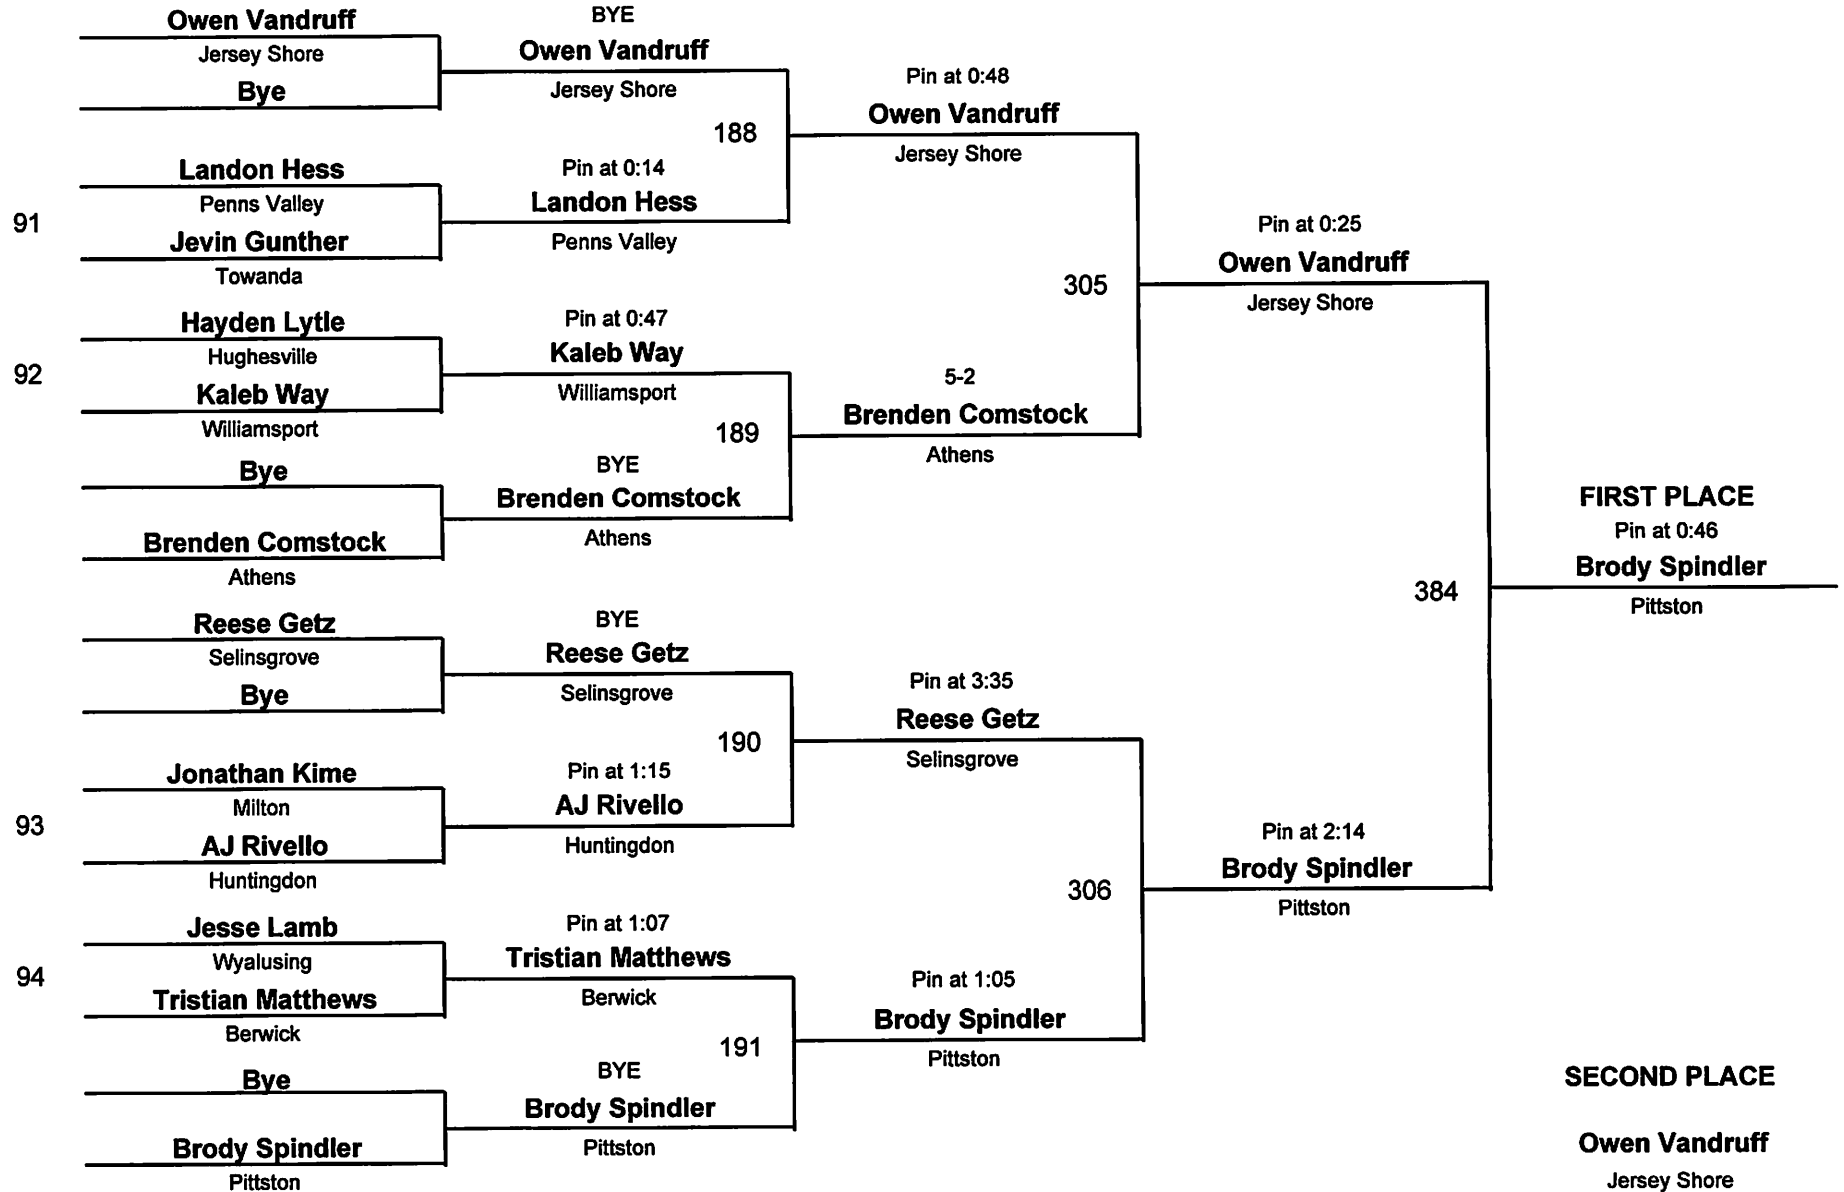 Owen Vandruff
Jersey Shore
Bye
91
Landon Hess
Penns Valley
Jevin Gunther
Towanda
92
Hayden Lytle
Hughesville
Kaleb Way
Williamsport
Bye
Brenden Comstock
Athens
Reese Getz
Selinsgrove
Bye
93
Jonathan Kime
Milton
AJ Rivello
Huntingdon
94
Jesse Lamb
Wyalusing
Tristian Matthews
Berwick
Bye
Brody Spindler
Pittston
BYE
Owen Vandruff
Jersey Shore
188
Pin at 0:14
Landon Hess
Penns Valley
Pin at 0:47
Kaleb Way
Williamsport
189
BYE
Brenden Comstock
Athens
BYE
Reese Getz
Selinsgrove
190
Pin at 1:15
AJ Rivello
Huntingdon
Pin at 1:07
Tristian Matthews
Berwick
191
BYE
Brody Spindler
Pittston
Pin at 0:48
Owen Vandruff
Jersey Shore
305
5-2
Brenden Comstock
Athens
Pin at 3:35
Reese Getz
Selinsgrove
306
Pin at 1:05
Brody Spindler
Pittston
Pin at 0:25
Owen Vandruff
Jersey Shore
384
Pin at 2:14
Brody Spindler
Pittston
FIRST PLACE
Pin at 0:46
Brody Spindler
Pittston
SECOND PLACE
Owen Vandruff
Jersey Shore